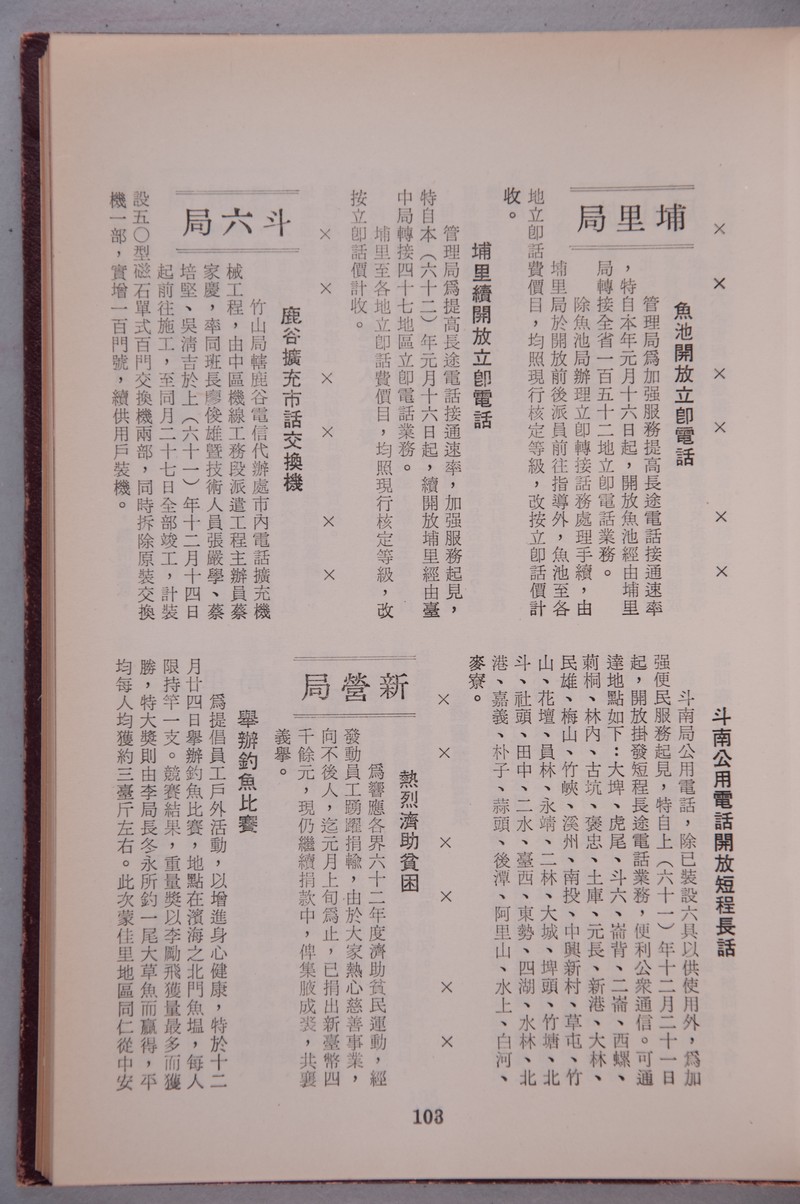 × × × × × ×
埔里局
魚池開放立卽電話
管理局爲加强服務提高長途電話接通速率
，特自本年元月十六日起，開放魚池經由埔里
局轉接全省一百五十二地立卽電話業務。
除魚池局辦理立卽轉接話務處理手續，由
埔里局於開放前後派員前往指導外，魚池至各
地立卽話費價目，均照現行核定等級，改按立卽話價計
收。
埔里續開放立卽電話
管理局爲提高長途電話接通速率，加强服務起見，
特自本（六十二）年元月十六日起，續開放埔里經由臺
中局轉接四十七地區立卽電話業務。
埔里至各地立卽話費價目，均照現行核定等級，改
按立卽話價計收。
× × × × × ×
斗六局
鹿谷擴充市話交換機
竹山局轄鹿谷電信代辦處市內電話擴充機
械工程，由中區機線工務段派遣工程主辦員蔡
家慶，率同班長廖俊雄暨技術人員張嚴學、蔡
培堅、吳淸吉於上（六十一）年十二月十四日
起前往施工，至同月二十七日全部竣工，計裝
設五〇型磁石單式百門交換機兩部，同時拆除原裝交換
機一部，實增一百門號，續供用戶裝機。
斗南公用電話開放短程長話
斗南局公用電話，除已裝設六具以供使用外，爲加
强便民服務起見，特自上（六十一）年十二月二十一日
起，開放掛發短程長途電話業務，便利公衆通信。可通
達地點如下：大埤、虎尾、斗六、崙背、二崙、西螺、
莿桐、林內、古坑、褒忠、土庫、元長、新港、大林、
民雄、梅山、竹崎、溪州、南投、中興新村、草屯、竹
山、花壇、員林、永靖、二林、大城、埤頭、竹塘、北
斗、社頭、田中、二水、臺西、東勢、四湖、水林、北
港、嘉義、朴子、蒜頭、後潭、阿里山、水上、白河、
麥寮。
× × × × × ×
新營局
熱烈濟助貧困
爲響應各界六十二年度濟助貧民運動，經
發動員工踴躍捐輸，由於大家熱心慈善事業，
向不後人，迄元月上旬爲止，已捐出新臺幣四
千餘元，現仍繼續捐款中，俾集腋成裘，共襄
義舉。
舉辦釣魚比賽
爲提倡員工戶外活動，以增進身心健康，特於十二
月廿四日舉辦釣魚比賽，地點在濱海之北門魚塭，每人
限持竿一支。競賽結果，重量獎以李勵飛獲量最多而獲
勝，特大獎則由李局長冬永所釣一尾大草魚而贏得，平
均每人均獲約三臺斤左右。此次蒙佳里地區同仁從中安
103